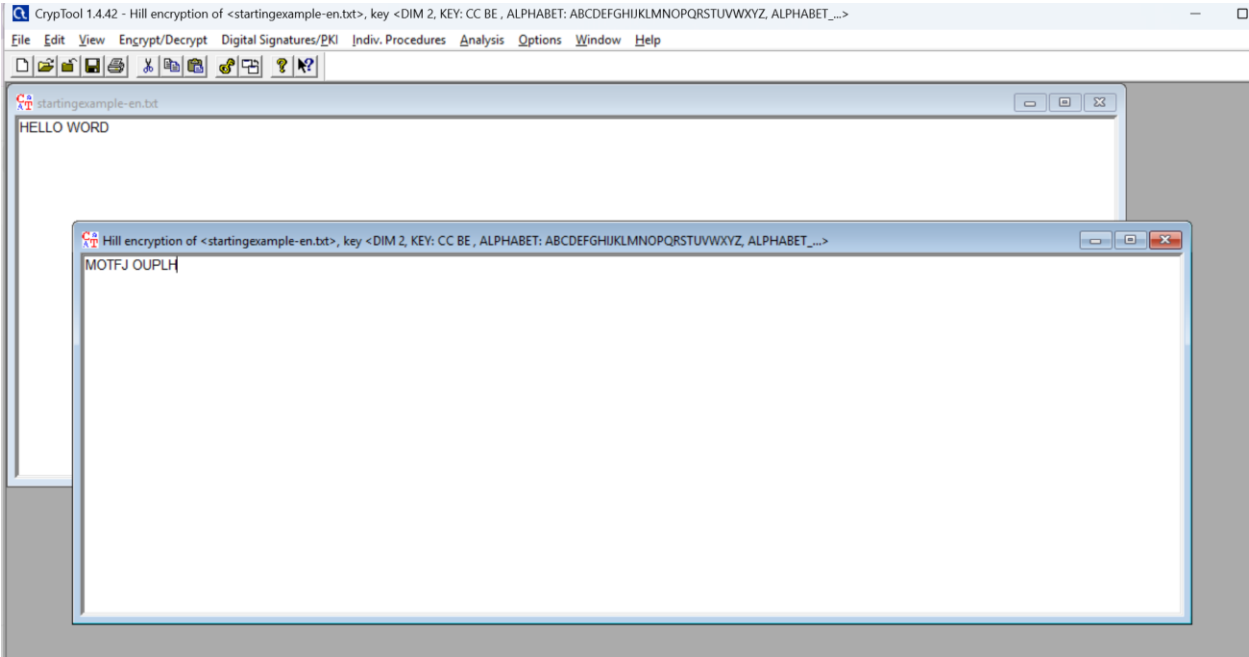 CrypTool 1.4.42 - Hill encryption of <startingexample-en.txt>, key <DIM 2, KEY: CC BE , ALPHABET: ABCDEFGHIJKLMNOPQRSTUVWXYZ, ALPHABET_...>
File Edit View Encrypt/Decrypt Digital Signatures/PKI Indiv. Procedures Analysis Options Window Help
startingexample-en.txt
HELLO WORD
Hill encryption of <startingexample-en.txt>, key <DIM 2, KEY: CC BE , ALPHABET: ABCDEFGHIJKLMNOPQRSTUVWXYZ, ALPHABET_...>
MOTFJ OUPLH